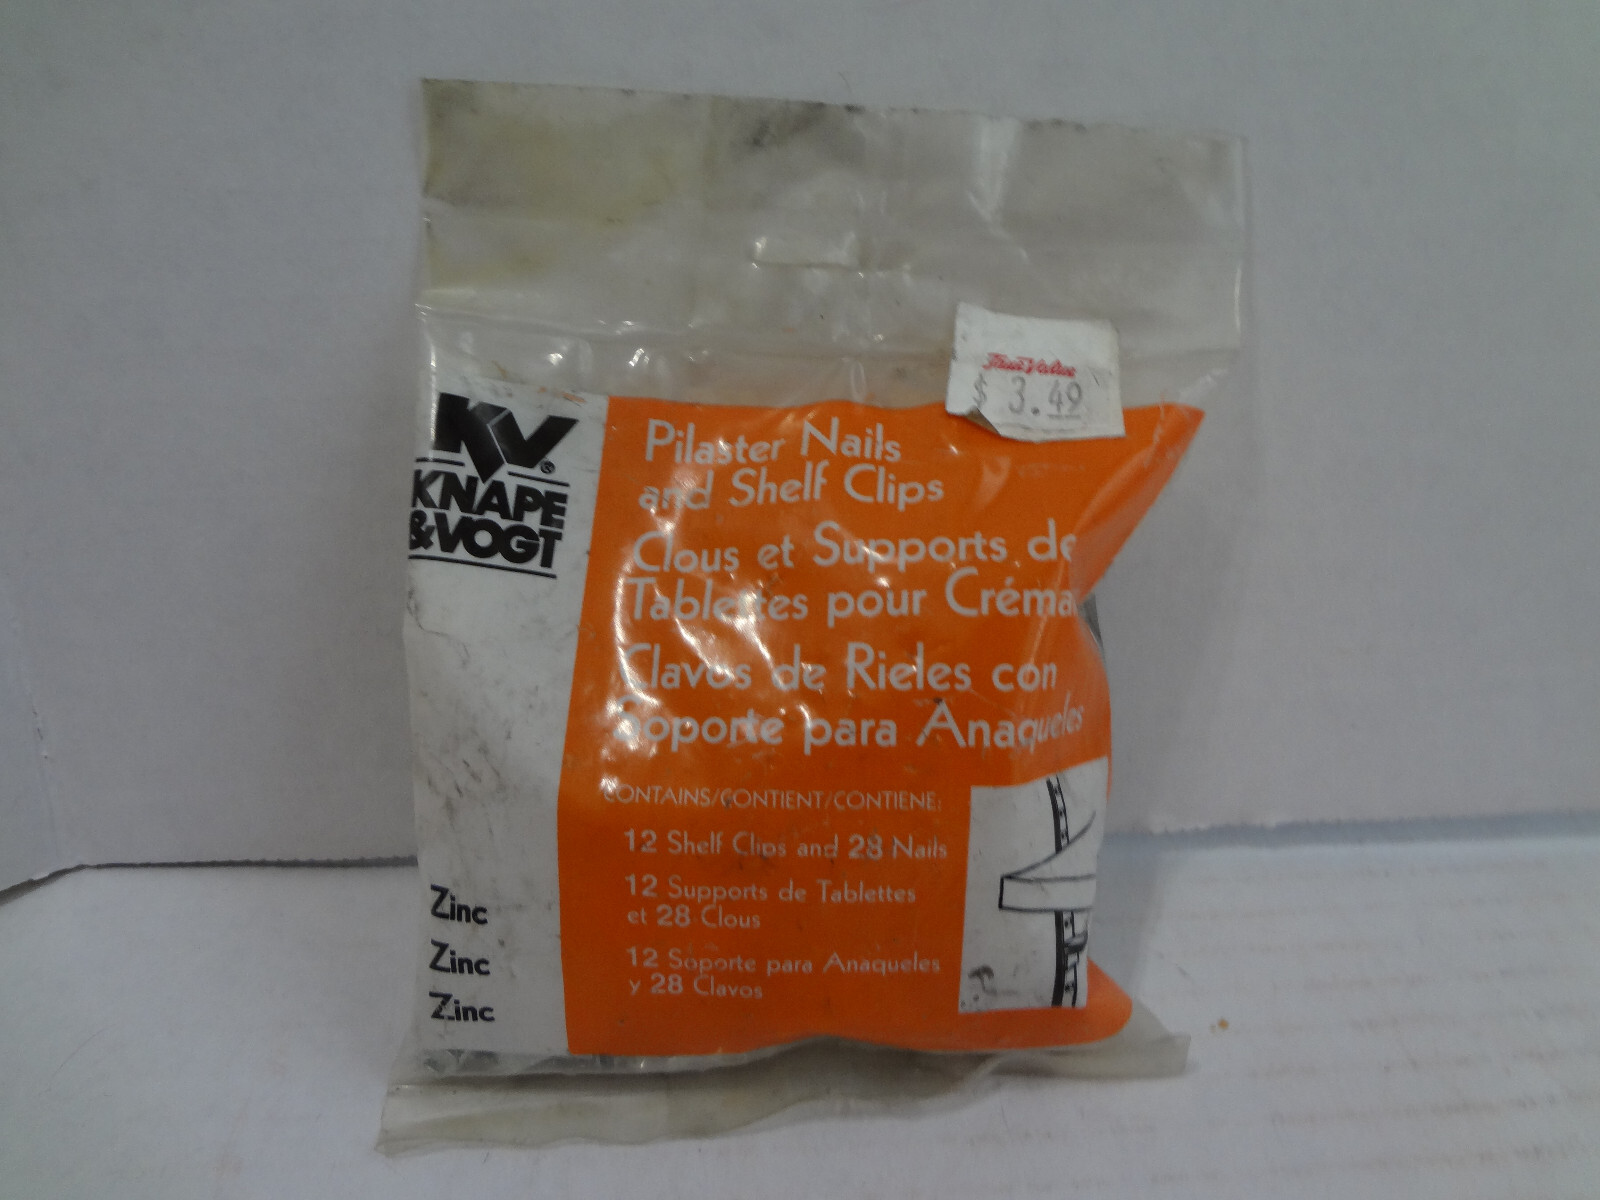 True Value
$ 3.49
KV®
KNAPE
&VOGT
Pilaster Nails
and Shelf Clips
Clous et Supports de
Tablettes pour Créma
Clavos de Rieles con
Soporte para Anaqueles
CONTAINS/CONTIENT/CONTIENE:
12 Shelf Clips and 28 Nails
12 Supports de Tablettes
et 28 Clous
12 Soporte para Anaqueles
y 28 Clavos
Zinc
Zinc
Zinc